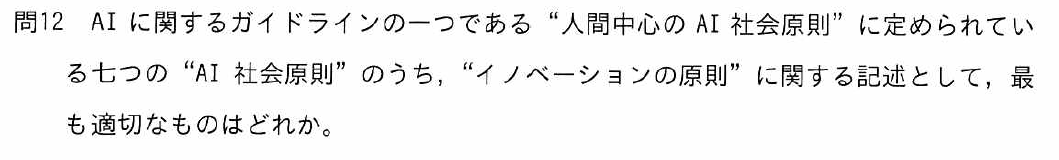 問12　AI に関するガイドラインの一つである“人間中心の AI 社会原則”に定められてい
る七つの“AI 社会原則”のうち，“イノベーションの原則”に関する記述として，最
も適切なものはどれか。